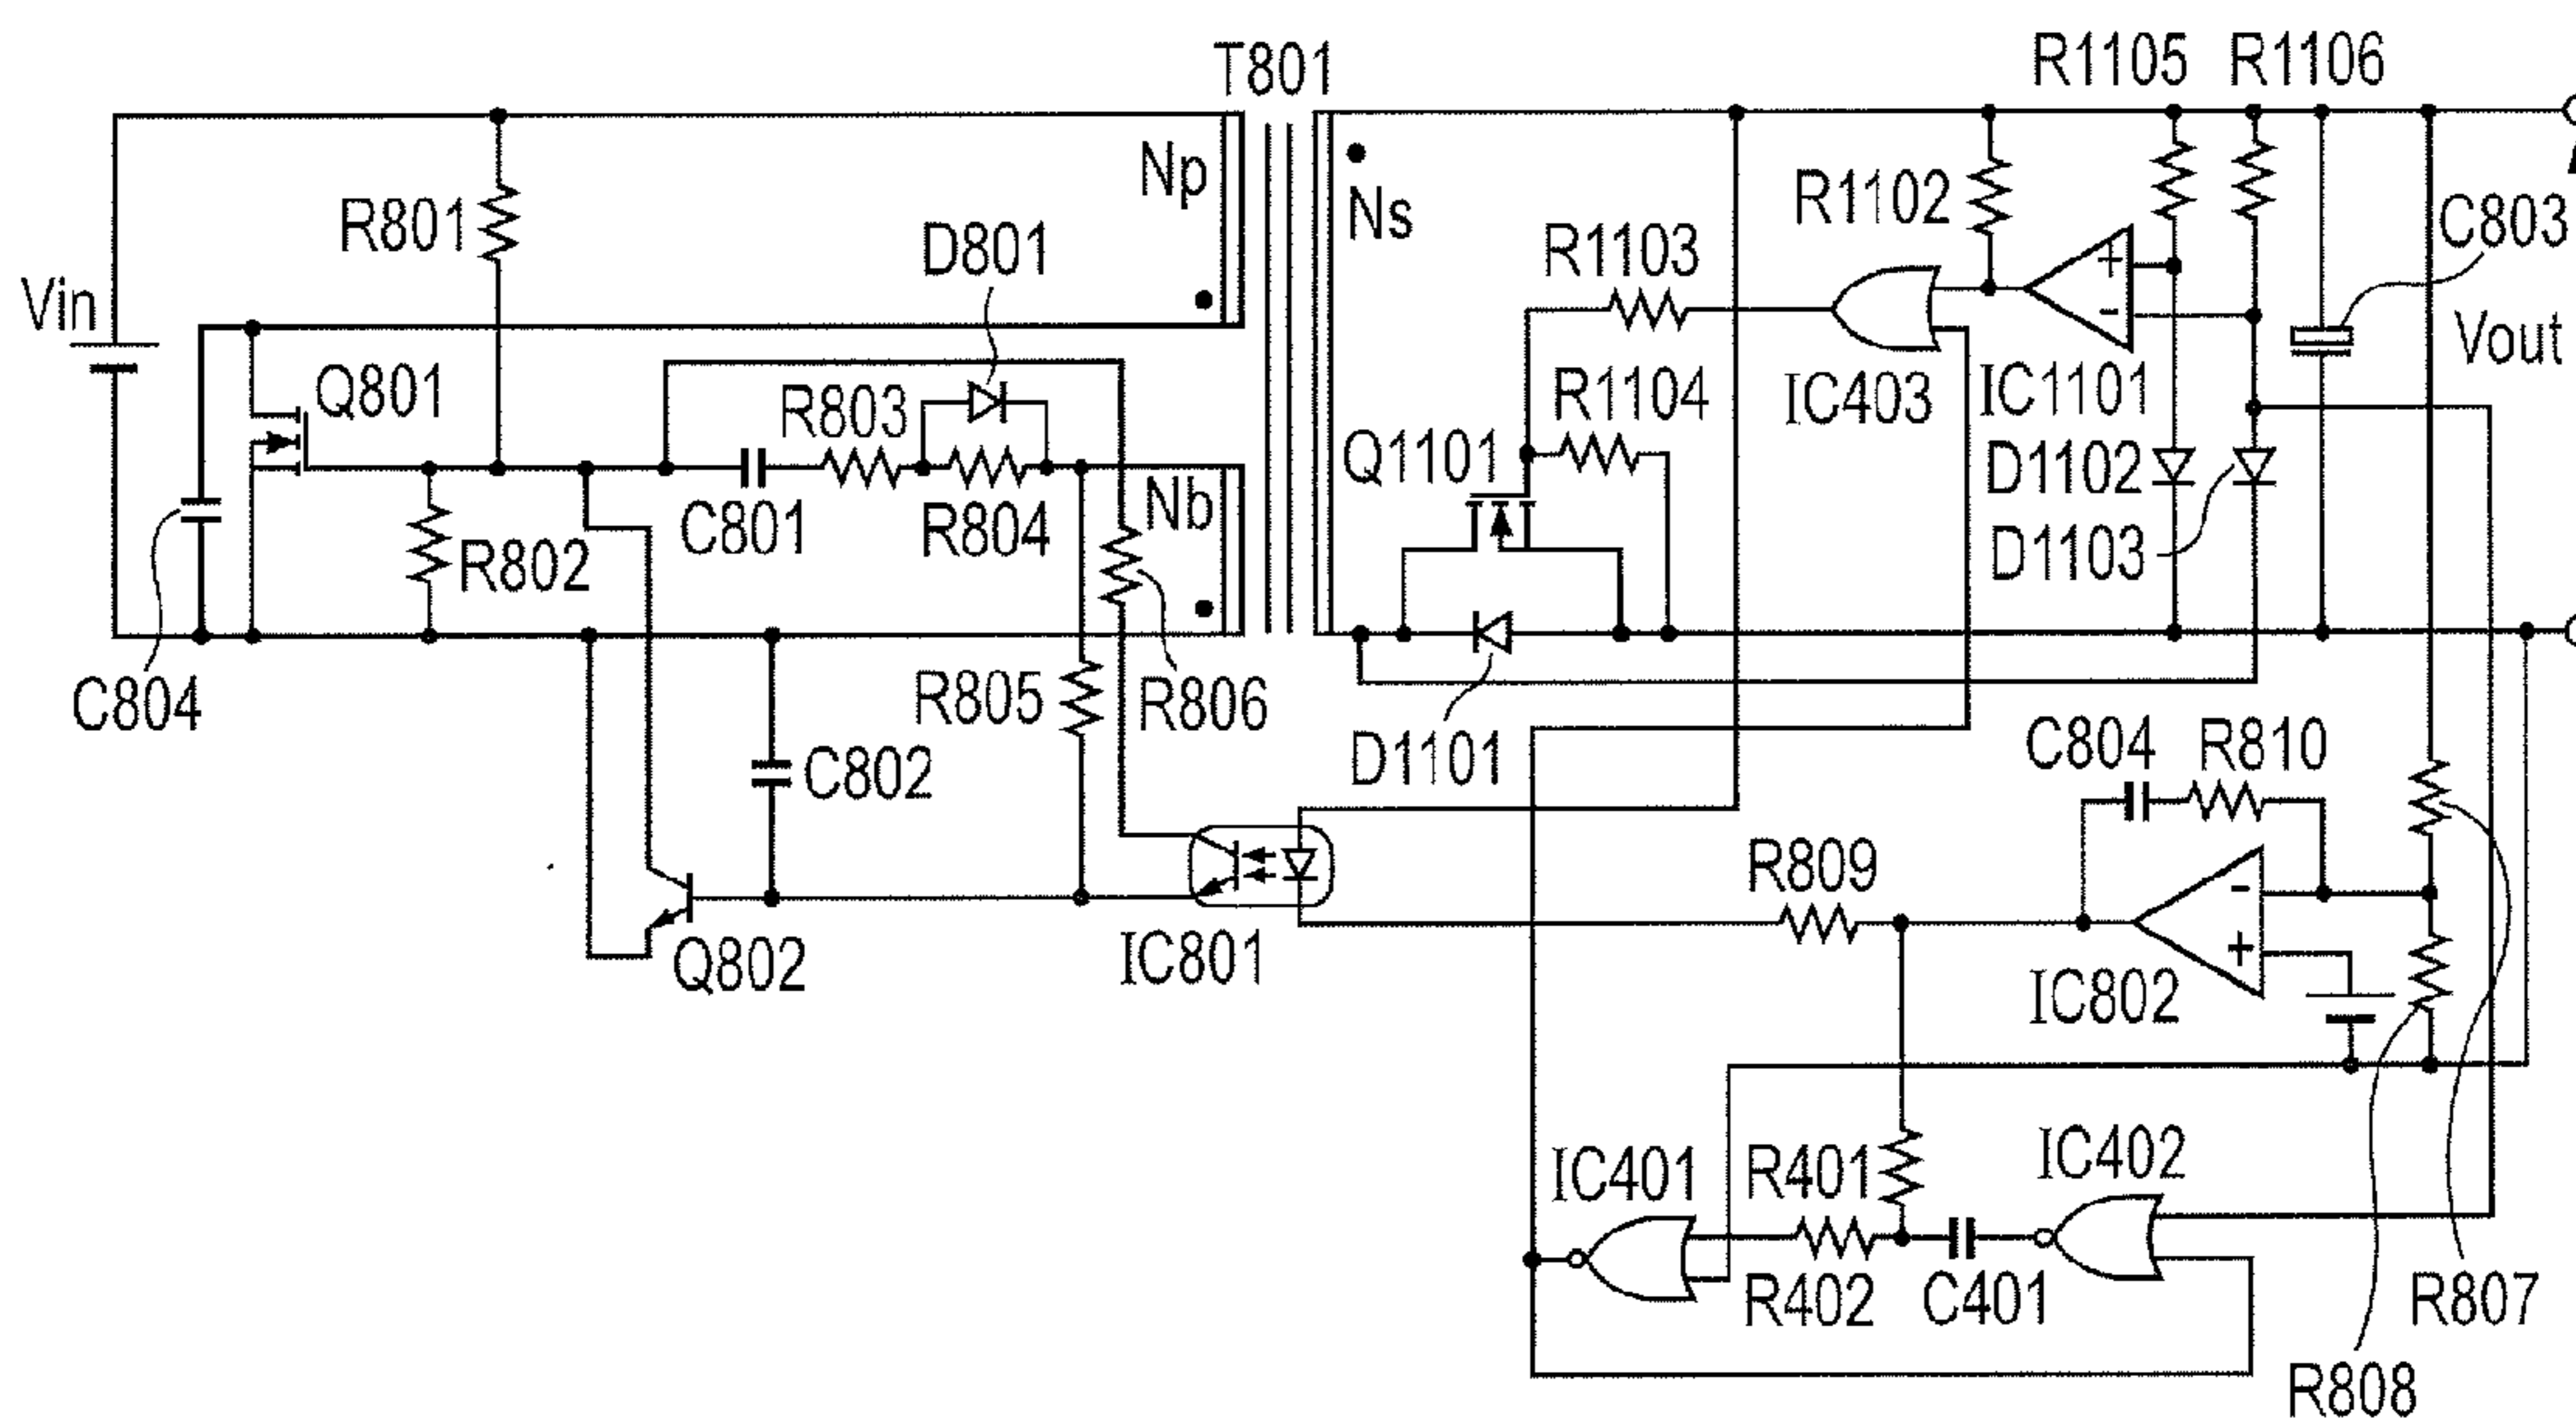 T801
R1105 R1106
Np
Ns
R801
D801
R1102
R1103
C803
Vin
Vout
Q801
R803
R1104
IC403
IC1101
Q1101
D1102
Nb
C801
R804
R802
D1103
C804
R805
R806
D1101
C804 R810
C802
R809
Q802
IC801
IC802
IC401
R401
IC402
R402
C401
R807
R808
+
-
-
+